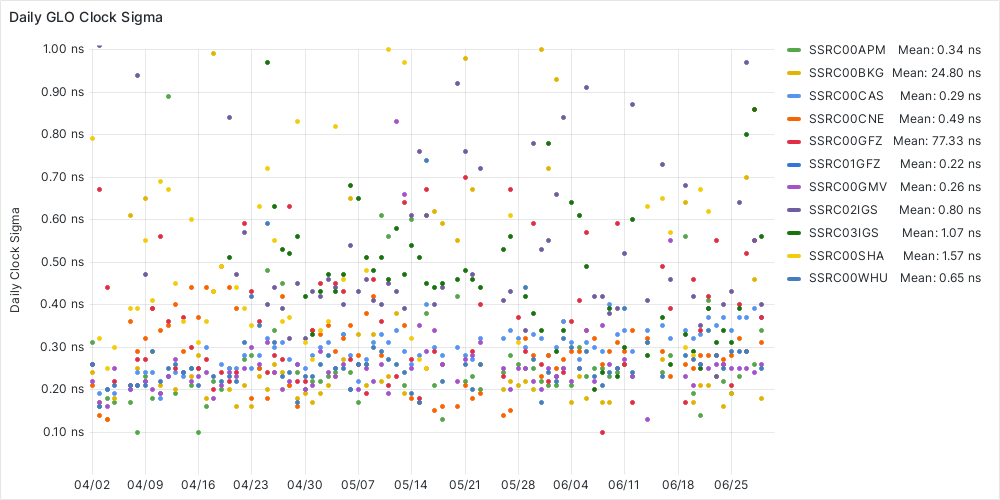 Daily GLO Clock Sigma
Daily Clock Sigma
1.00 ns
0.90 ns
0.80 ns
0.70 ns
0.60 ns
0.50 ns
0.40 ns
0.30 ns
0.20 ns
0.10 ns
04/02 04/09 04/16 04/23 04/30 05/07 05/14 05/21 05/28 06/04 06/11 06/18 06/25
SSRC00APM Mean: 0.34 ns
SSRC00BKG Mean: 24.80 ns
SSRC00CAS Mean: 0.29 ns
SSRC00CNE Mean: 0.49 ns
SSRC00GFZ Mean: 77.33 ns
SSRC01GFZ Mean: 0.22 ns
SSRC00GMV Mean: 0.26 ns
SSRC02IGS Mean: 0.80 ns
SSRC03IGS Mean: 1.07 ns
SSRC00SHA Mean: 1.57 ns
SSRC00WHU Mean: 0.65 ns